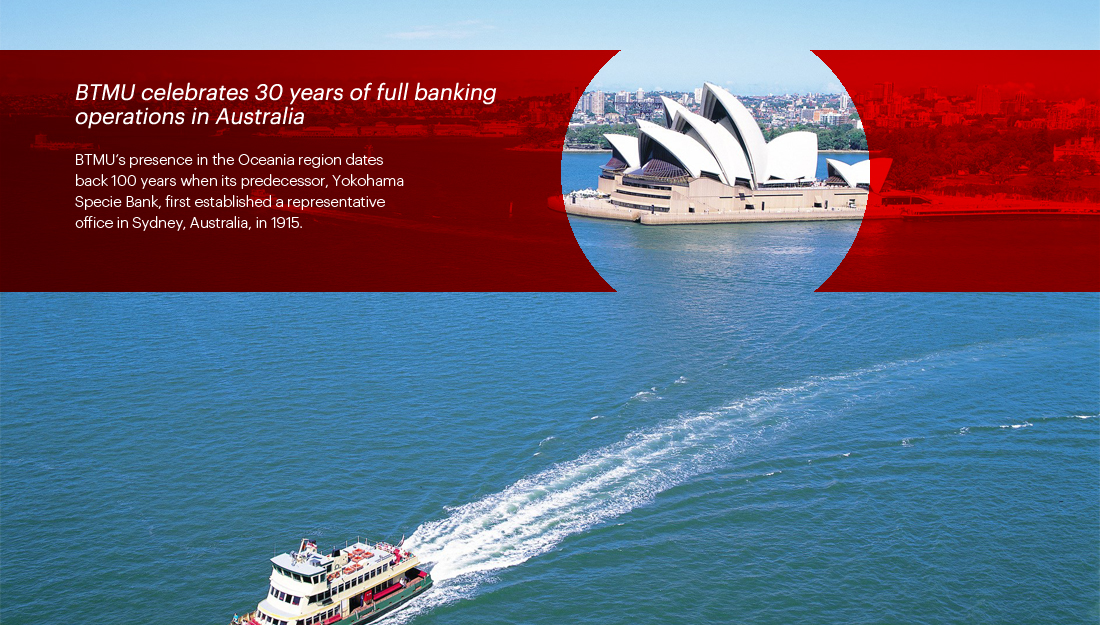 BTMU celebrates 30 years of full banking
operations in Australia
BTMU’s presence in the Oceania region dates
back 100 years when its predecessor, Yokohama
Specie Bank, first established a representative
office in Sydney, Australia, in 1915.